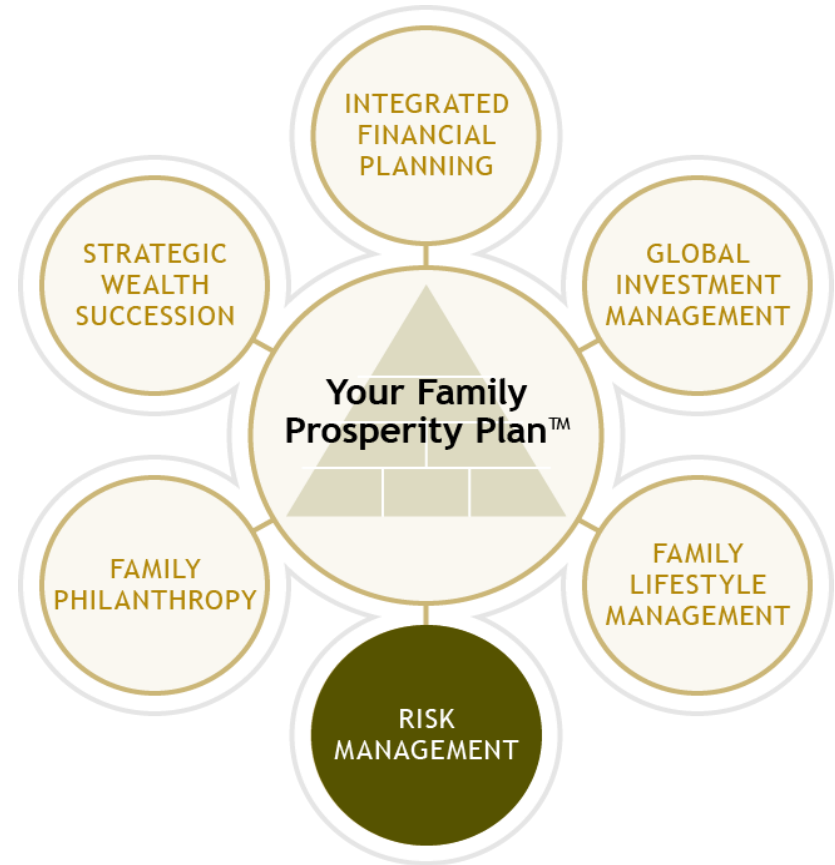 INTEGRATED
FINANCIAL
PLANNING
STRATEGIC
WEALTH
SUCCESSION
GLOBAL
INVESTMENT
MANAGEMENT
Your Family
Prosperity Plan™
FAMILY
PHILANTHROPY
FAMILY
LIFESTYLE
MANAGEMENT
RISK
MANAGEMENT